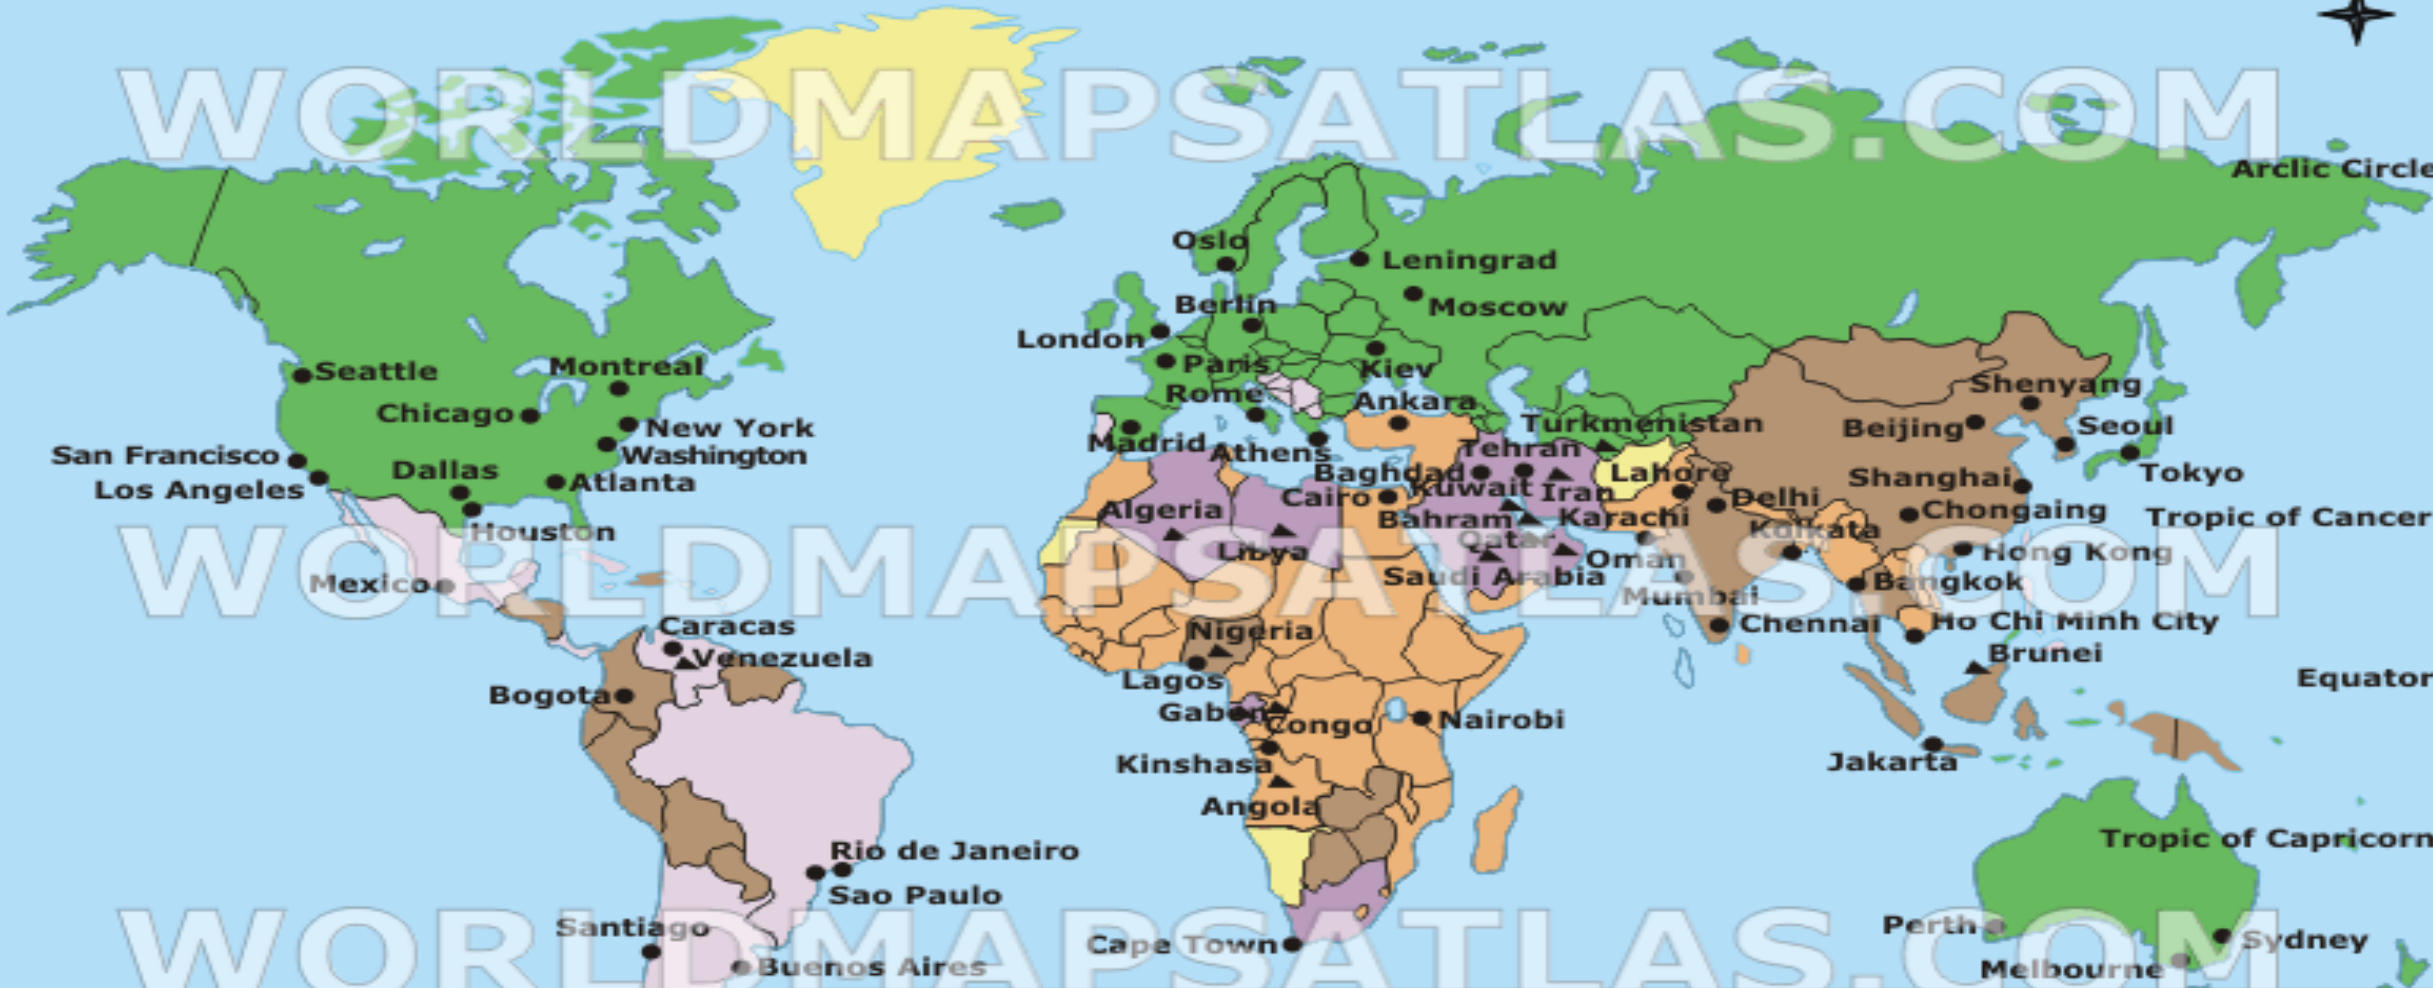 WORLDMAPSATLAS.COM
Arclic Circle
Oslo
Leningrad
Berlin
Moscow
London
Seattle
Montreal
Paris
Kiev
Shenyang
Rome
Ankara
Chicago
New York
Turkmenistan
Beijing
Seoul
San Francisco
Washington
Madrid
Athens
Tehran
Dallas
Baghdad
Lahore
Shanghai
Tokyo
Los Angeles
Atlanta
Cairo
Kuwait
Iran
Delhi
Algeria
Bahram
Karachi
Chongaing
Tropic of Cancer
Houston
Qatar
Kolkata
Libya
Oman
Hong Kong
WORLDMAPSATLAS.COM
Mexico
Saudi Arabia
Bangkok
Mumbai
Caracas
Nigeria
Chennai
Ho Chi Minh City
Venezuela
Brunei
Lagos
Equator
Bogota
Gabon
Congo
Nairobi
Kinshasa
Jakarta
Angola
Tropic of Capricorn
Rio de Janeiro
Sao Paulo
Santiago
Perth
Cape Town
Sydney
WORLDMAPSATLAS.COM
Buenos Aires
Melbourne